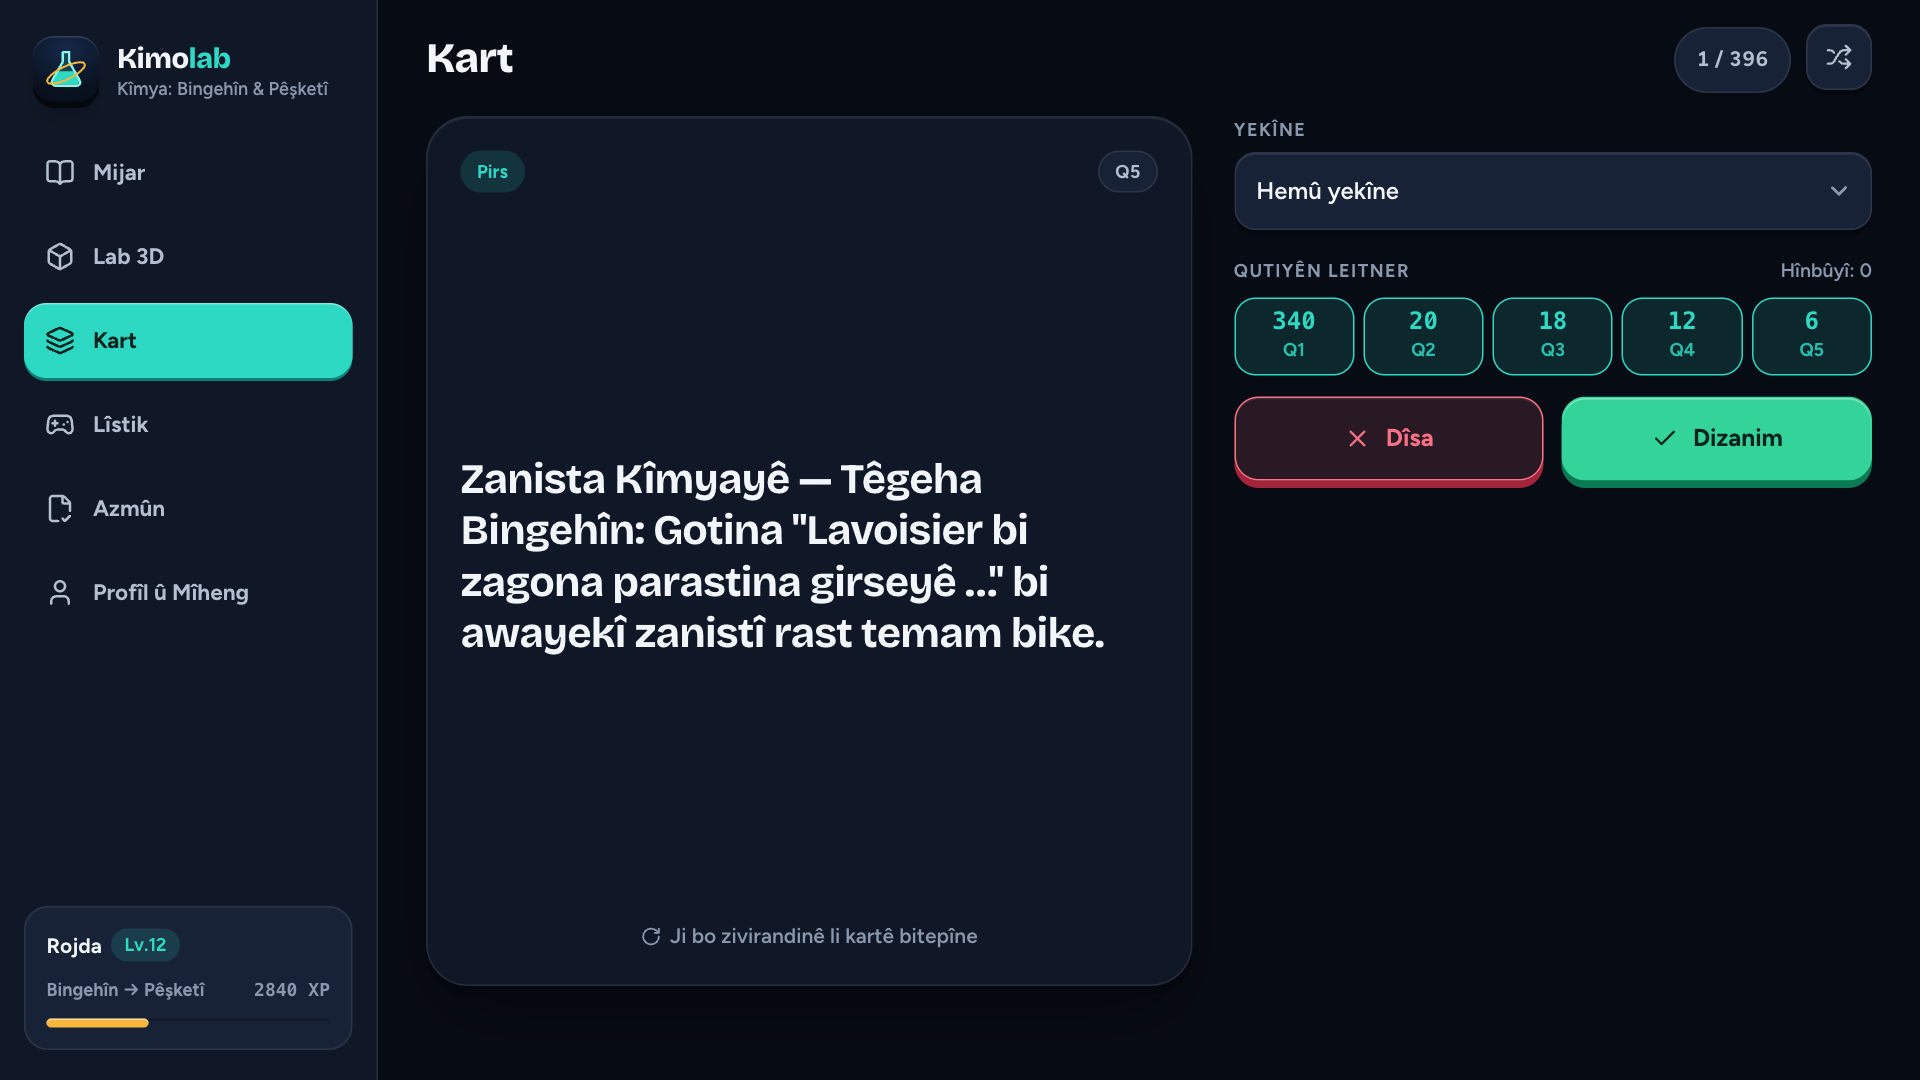 Kimolab
Kîmya: Bingehîn & Pêşketî
Mijar
Lab 3D
Kart
Lîstik
Azmûn
Profîl û Mîheng
Rojda Lv.12
Bingehîn → Pêşketî 2840 XP
Kart
1 / 396
Pirs
Q5
Zanista Kîmyayê — Têgeha
Bingehîn: Gotina "Lavoisier bi
zagona parastina girseyê ..." bi
awayekî zanistî rast temam bike.
Ji bo zivirandinê li kartê bitepîne
YEKÎNE
Hemû yekîne
QUTIYÊN LEITNER
Hînbûyî: 0
340 20 18 12 6
Q1 Q2 Q3 Q4 Q5
Dîsa
Dizanim